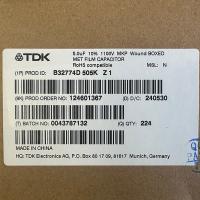 TDK
5.0uF 10% 1100V MKP Wound BOXED
MET FILM CAPACITOR
RoHS compatible
MSL: N
(1P) PROD ID: B32774D 505K Z 1
(9K) PROD ORDER NO: 124601367
(D) D/C: 240530
(T) BATCH NO: 0043787132
(Q) QTY: 224
MADE IN CHINA
HQ: TDK Electronics AG, P.O. Box 80 17 09, 81617 Munich, Germany